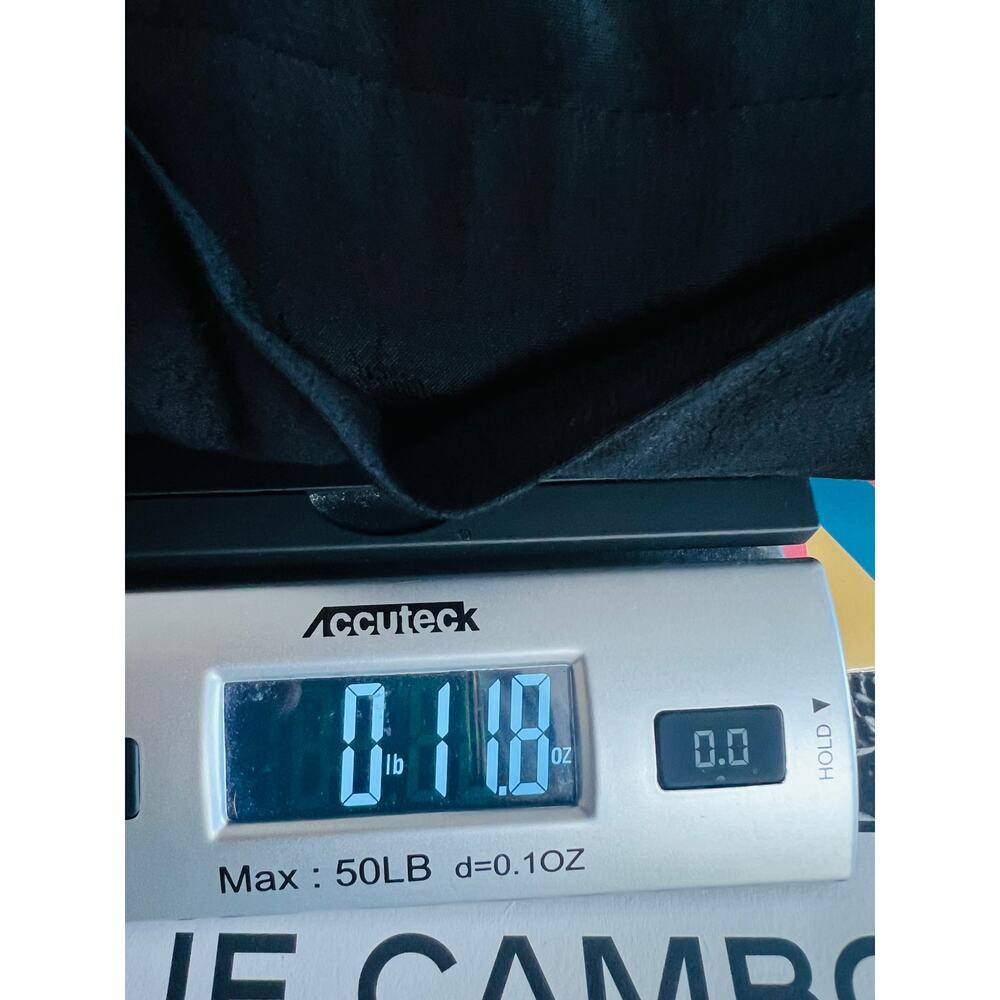 Accuteck
0 lb 11.8 oz
0.0
HOLD ▼
Max : 50LB d=0.1OZ